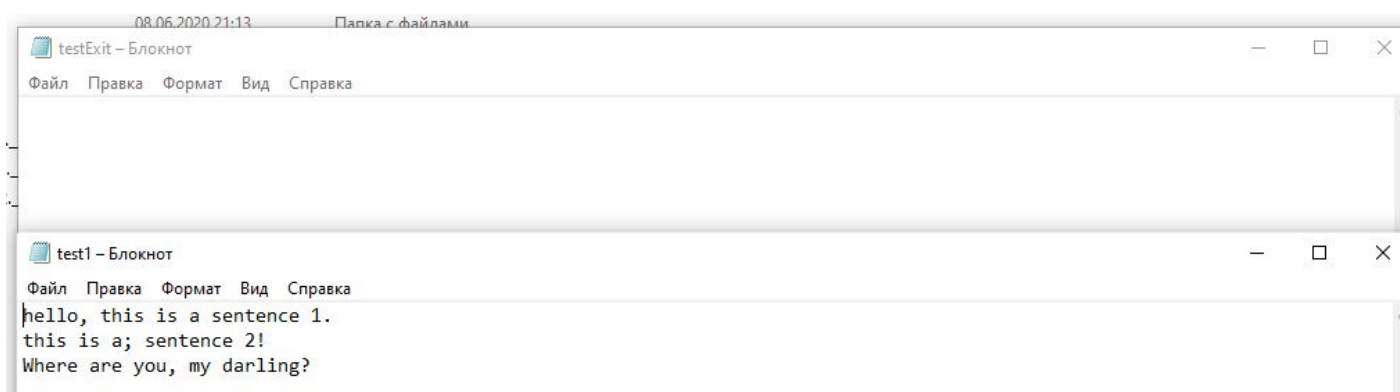 08.06.2020 21:13 Папка с файлами
testExit – Блокнот
Файл Правка Формат Вид Справка
test1 – Блокнот
Файл Правка Формат Вид Справка
hello, this is a sentence 1.
this is a; sentence 2!
Where are you, my darling?